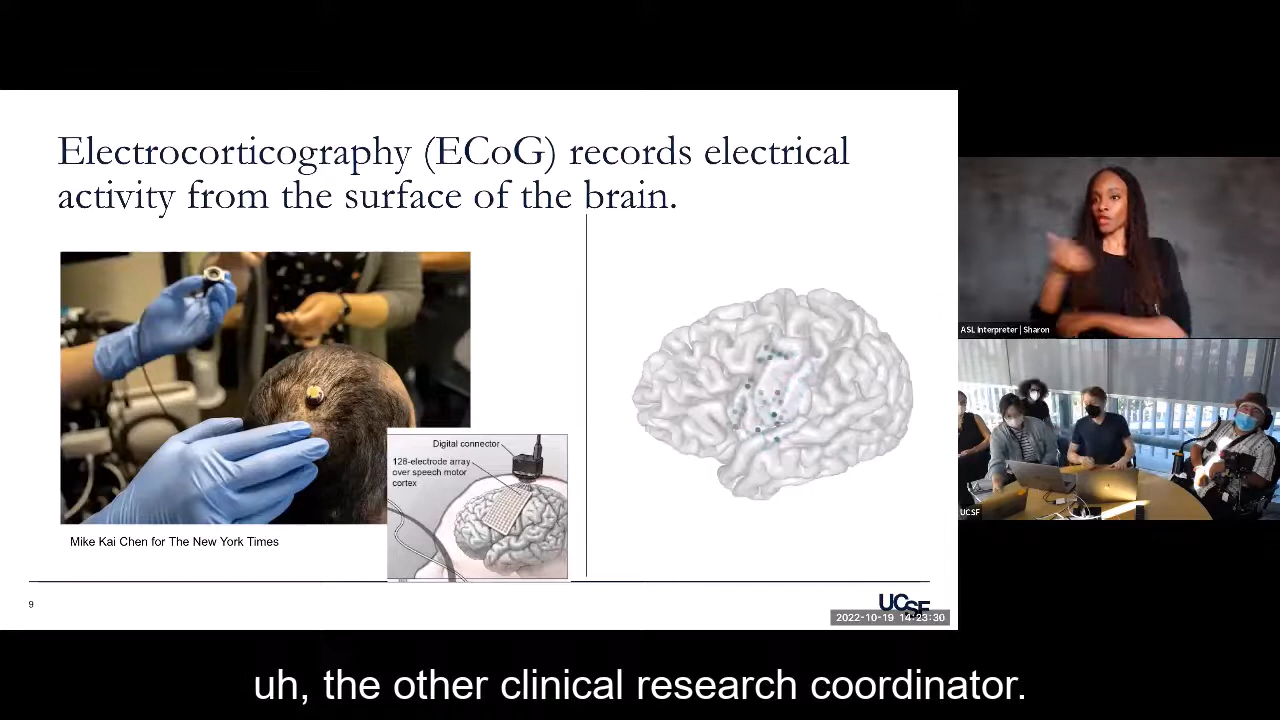 Electrocorticography (ECoG) records electrical
activity from the surface of the brain.
Digital connector
128-electrode array
over speech motor
cortex
Mike Kai Chen for The New York Times
9
UCSF
2022-10-19 14:23:30
ASL Interpreter | Sharon
UCSF
uh, the other clinical research coordinator.